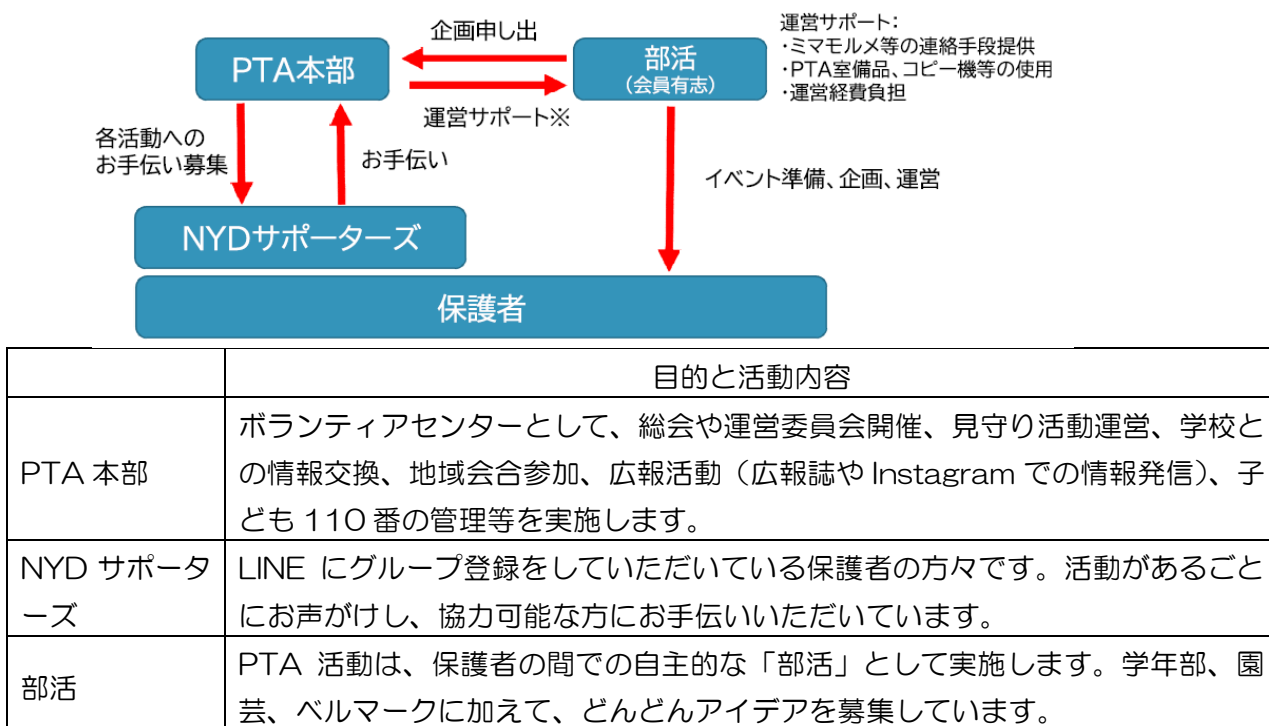 企画申し出
PTA本部
部活
(会員有志)
運営サポート:
・ミマモルメ等の連絡手段提供
・PTA室備品、コピー機等の使用
・運営経費負担
運営サポート※
各活動への
お手伝い募集
お手伝い
イベント準備、企画、運営
NYDサポーターズ
保護者
目的と活動内容
PTA 本部
ボランティアセンターとして、総会や運営委員会開催、見守り活動運営、学校と
の情報交換、地域会合参加、広報活動（広報誌や Instagram での情報発信）、子
ども 110 番の管理等を実施します。
NYD サポータ
ーズ
LINE にグループ登録をしていただいている保護者の方々です。活動があるごと
にお声がけし、協力可能な方にお手伝いいただいています。
部活
PTA 活動は、保護者の間での自主的な「部活」として実施します。学年部、園
芸、ベルマークに加えて、どんどんアイデアを募集しています。